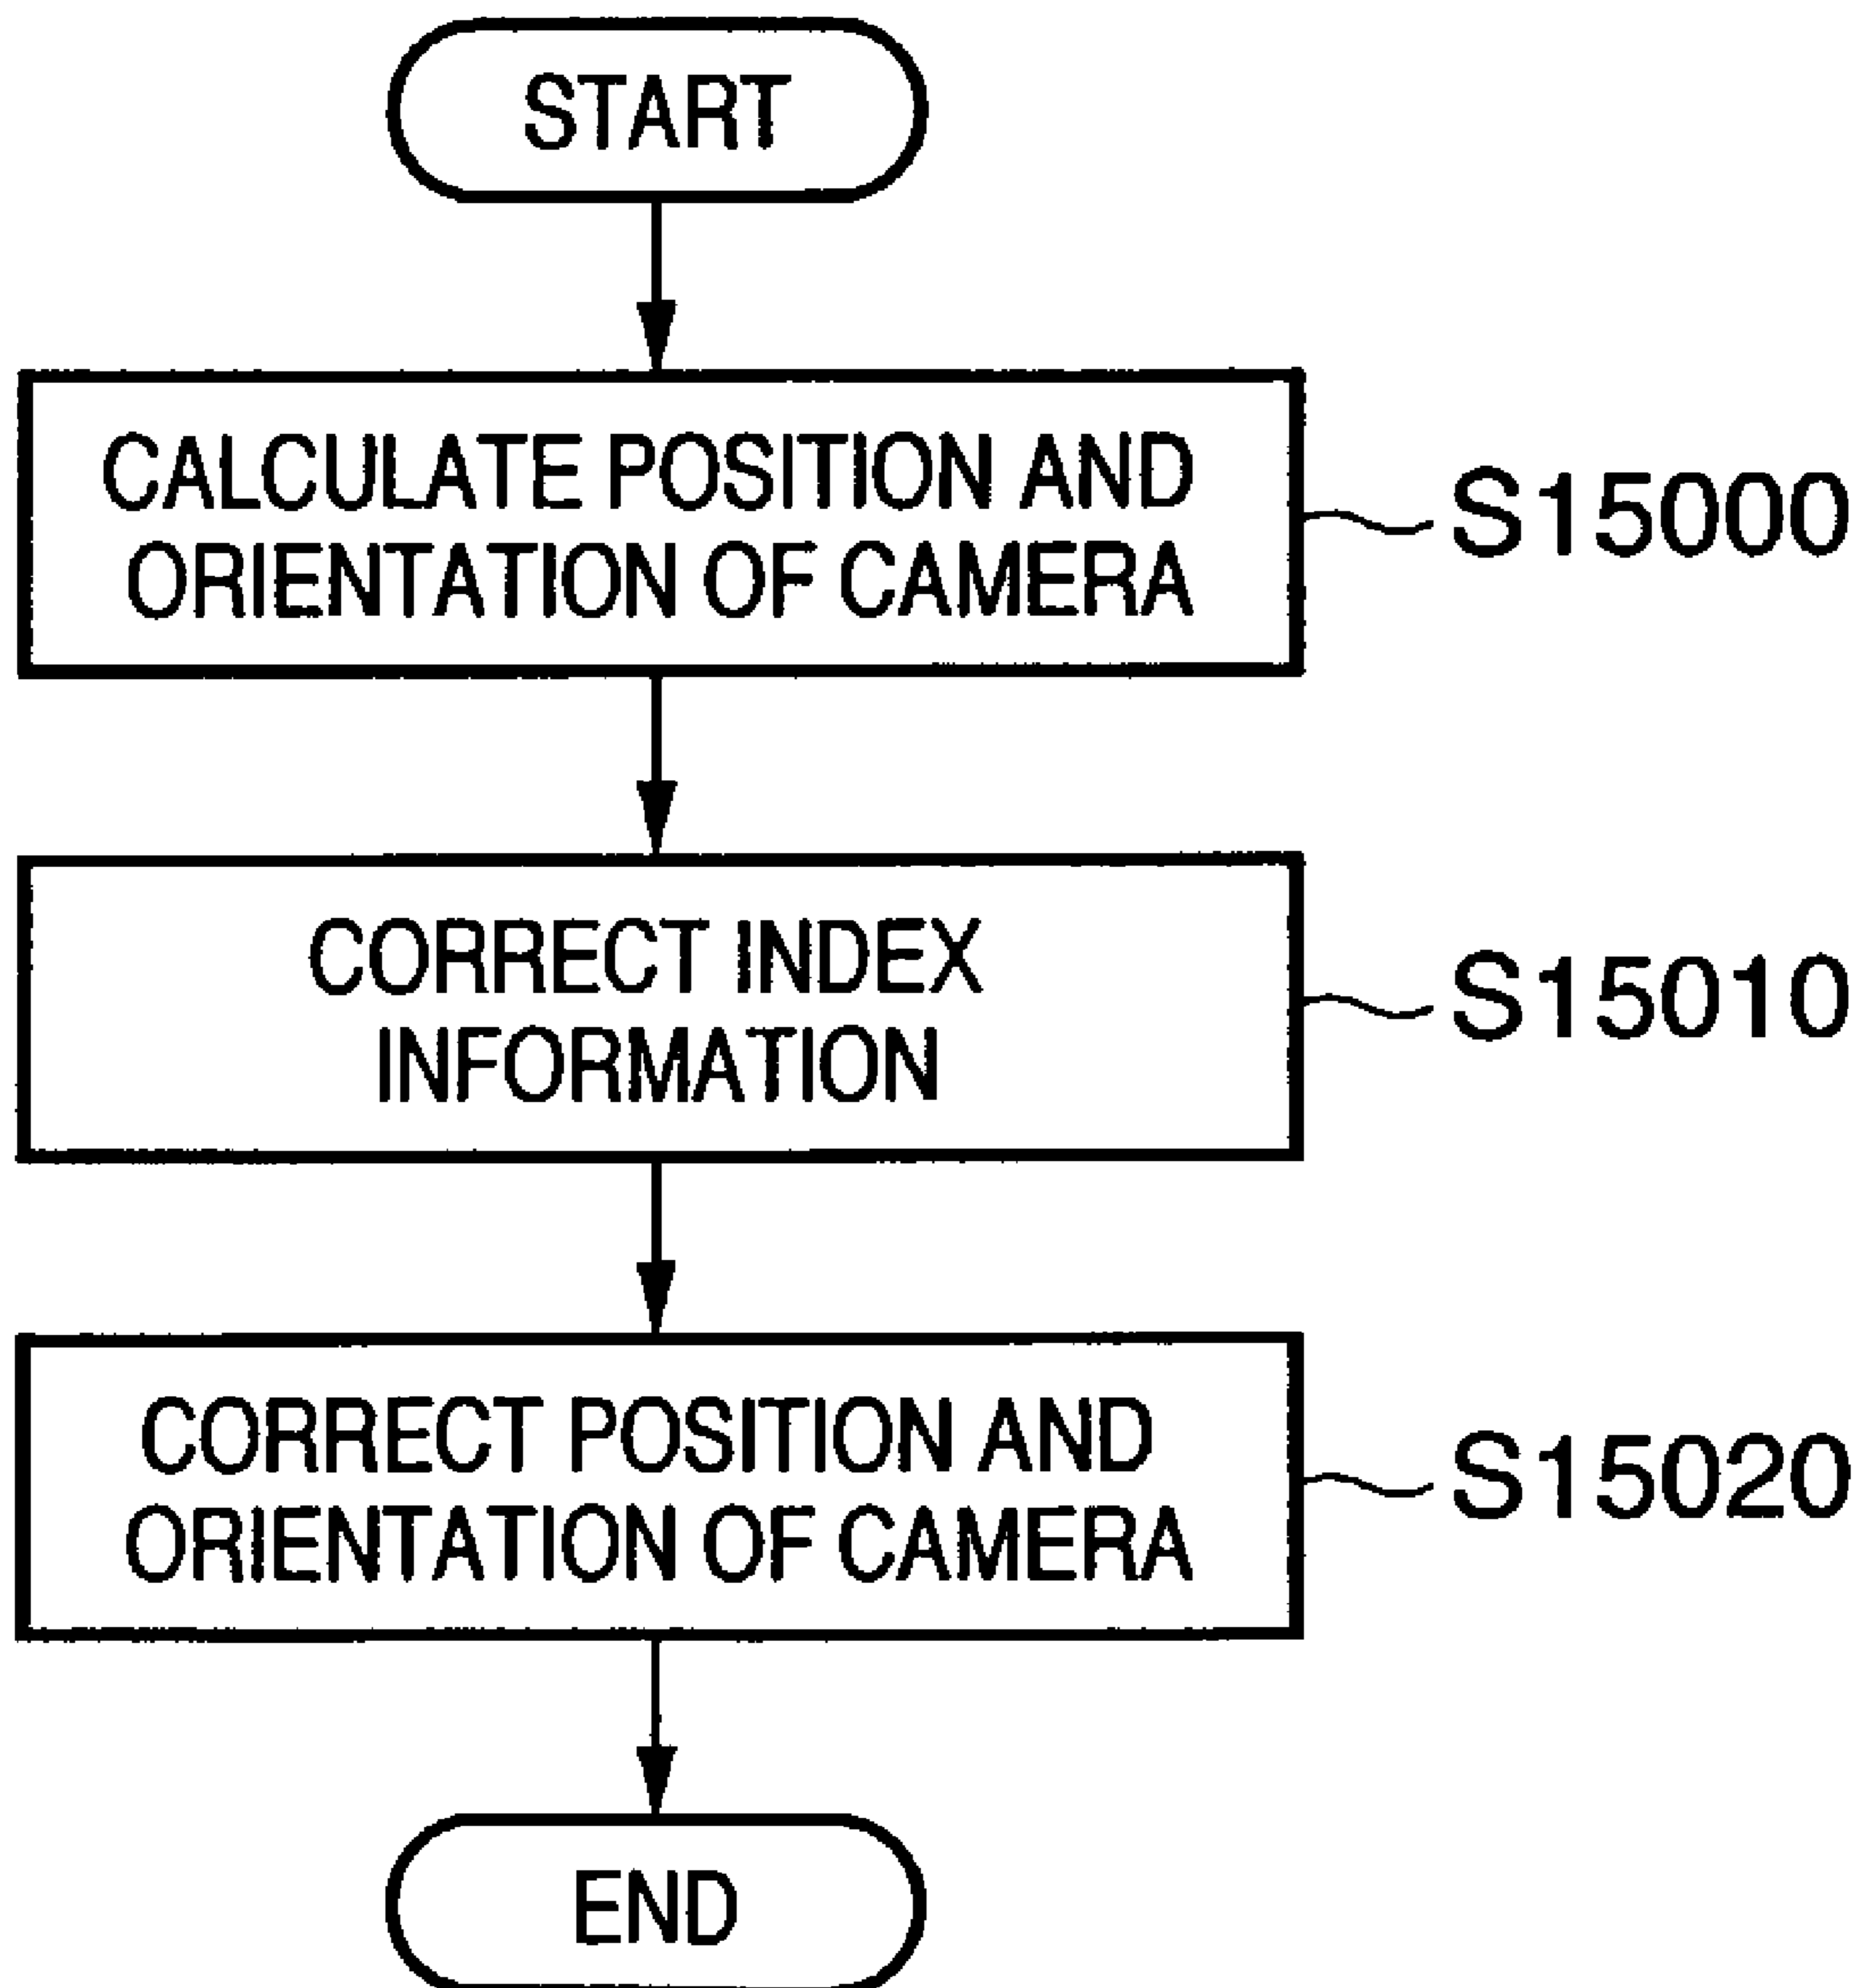 START
CALCULATE POSITION AND
ORIENTATION OF CAMERA
S15000
CORRECT INDEX
INFORMATION
S15010
CORRECT POSITION AND
ORIENTATION OF CAMERA
S15020
END